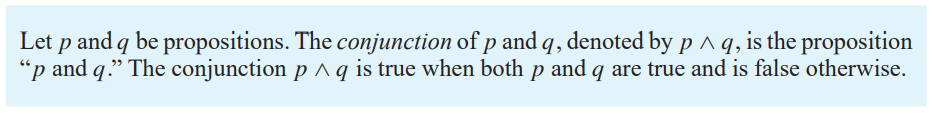 Let p and q be propositions. The conjunction of p and q, denoted by p ∧ q, is the proposition
“p and q.” The conjunction p ∧ q is true when both p and q are true and is false otherwise.